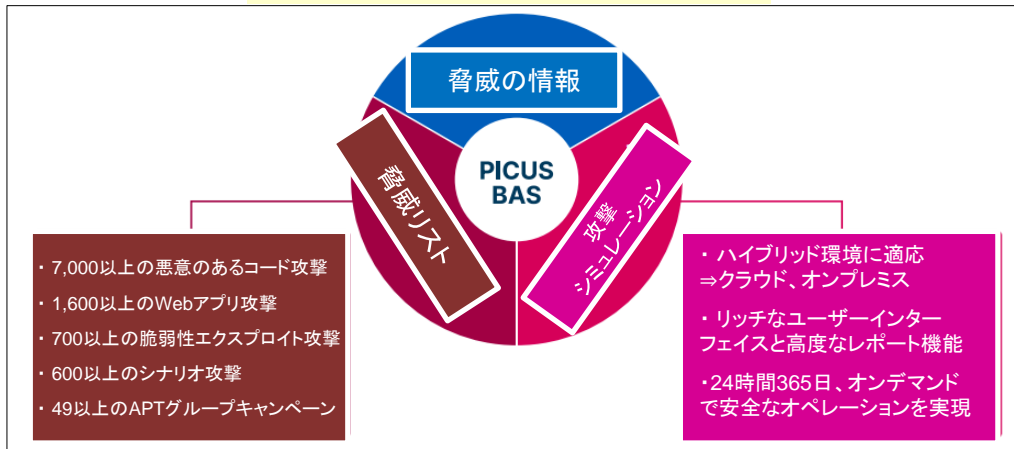 脅威の情報
PICUS
BAS
脅威リスト
攻撃
シミュレーション
・7,000以上の悪意のあるコード攻撃
・1,600以上のWebアプリ攻撃
・700以上の脆弱性エクスプロイト攻撃
・600以上のシナリオ攻撃
・49以上のAPTグループキャンペーン
・ハイブリッド環境に適応
⇒クラウド、オンプレミス
・リッチなユーザーインター
フェイスと高度なレポート機能
・24時間365日、オンデマンド
で安全なオペレーションを実現